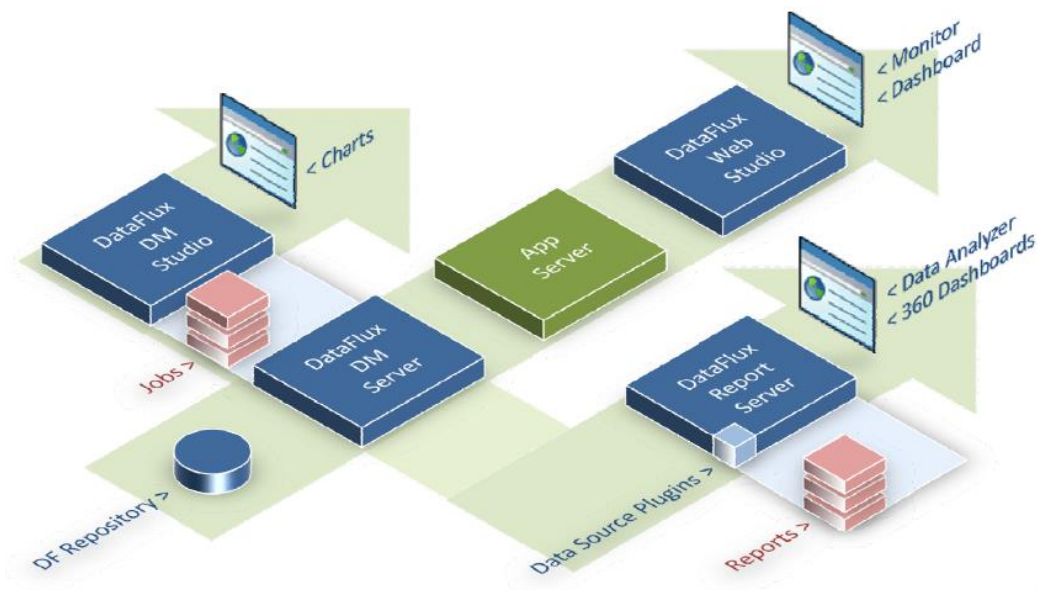 < Monitor
< Dashboard
DataFlux
Web
Studio
< Charts
DataFlux
DM
Studio
App
Server
< Data Analyzer
< 360 Dashboards
Jobs >
DataFlux
DM
Server
DataFlux
Report
Server
DF Repository >
Data Source Plugins >
Reports >